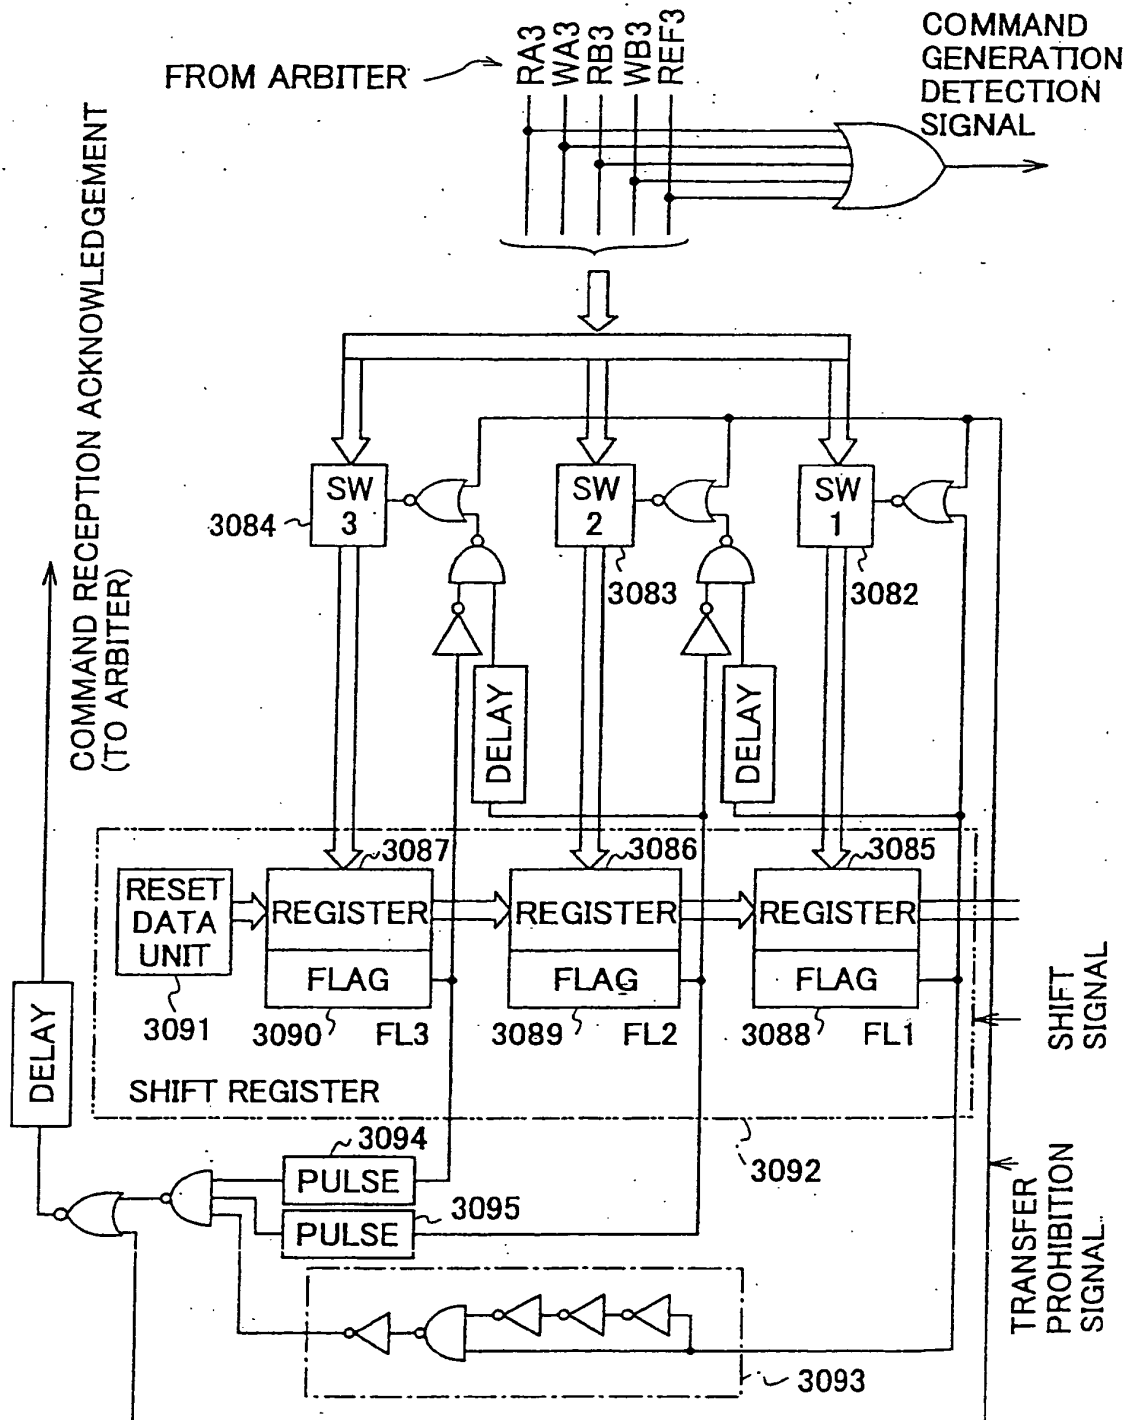 COMMAND
GENERATION
DETECTION
SIGNAL
FROM ARBITER
RA3
WA3
RB3
WB3
REF3
COMMAND RECEPTION ACKNOWLEDGEMENT
(TO ARBITER)
SW
3
3084
SW
2
3083
SW
1
3082
DELAY
DELAY
3087
3086
3085
RESET
DATA
UNIT
3091
REGISTER
REGISTER
REGISTER
FLAG
FLAG
FLAG
3090
FL3
3089
FL2
3088
FL1
SHIFT
SIGNAL
DELAY
SHIFT REGISTER
3092
3094
PULSE
3095
PULSE
TRANSFER
PROHIBITION
SIGNAL
3093